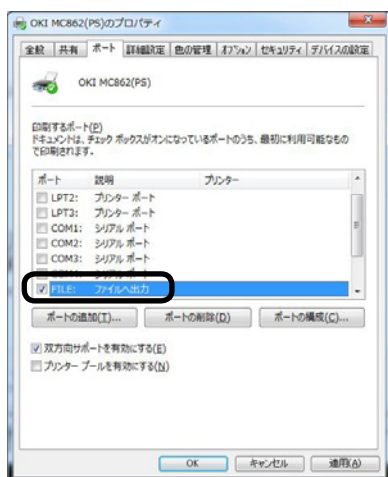 OKI MC862(PS)のプロパティ
全般 共有 ポート 詳細設定 色の管理 オプション セキュリティ デバイスの設定
OKI MC862(PS)
印刷するポート(P)
ドキュメントは、チェック ボックスがオンになっているポートのうち、最初に利用可能なもの
で印刷されます。
ポート 説明 プリンター
LPT2: プリンター ポート
LPT3: プリンター ポート
COM1: シリアル ポート
COM2: シリアル ポート
COM3: シリアル ポート
FILE: ファイルへ出力
ポートの追加(T)... ポートの削除(D) ポートの構成(C)...
双方向サポートを有効にする(E)
プリンター プールを有効にする(N)
OK キャンセル 適用(A)